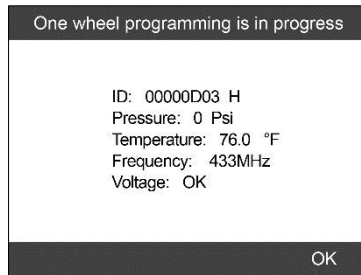 One wheel programming is in progress
ID: 00000D03 H
Pressure: 0 Psi
Temperature: 76.0 °F
Frequency: 433MHz
Voltage: OK
OK